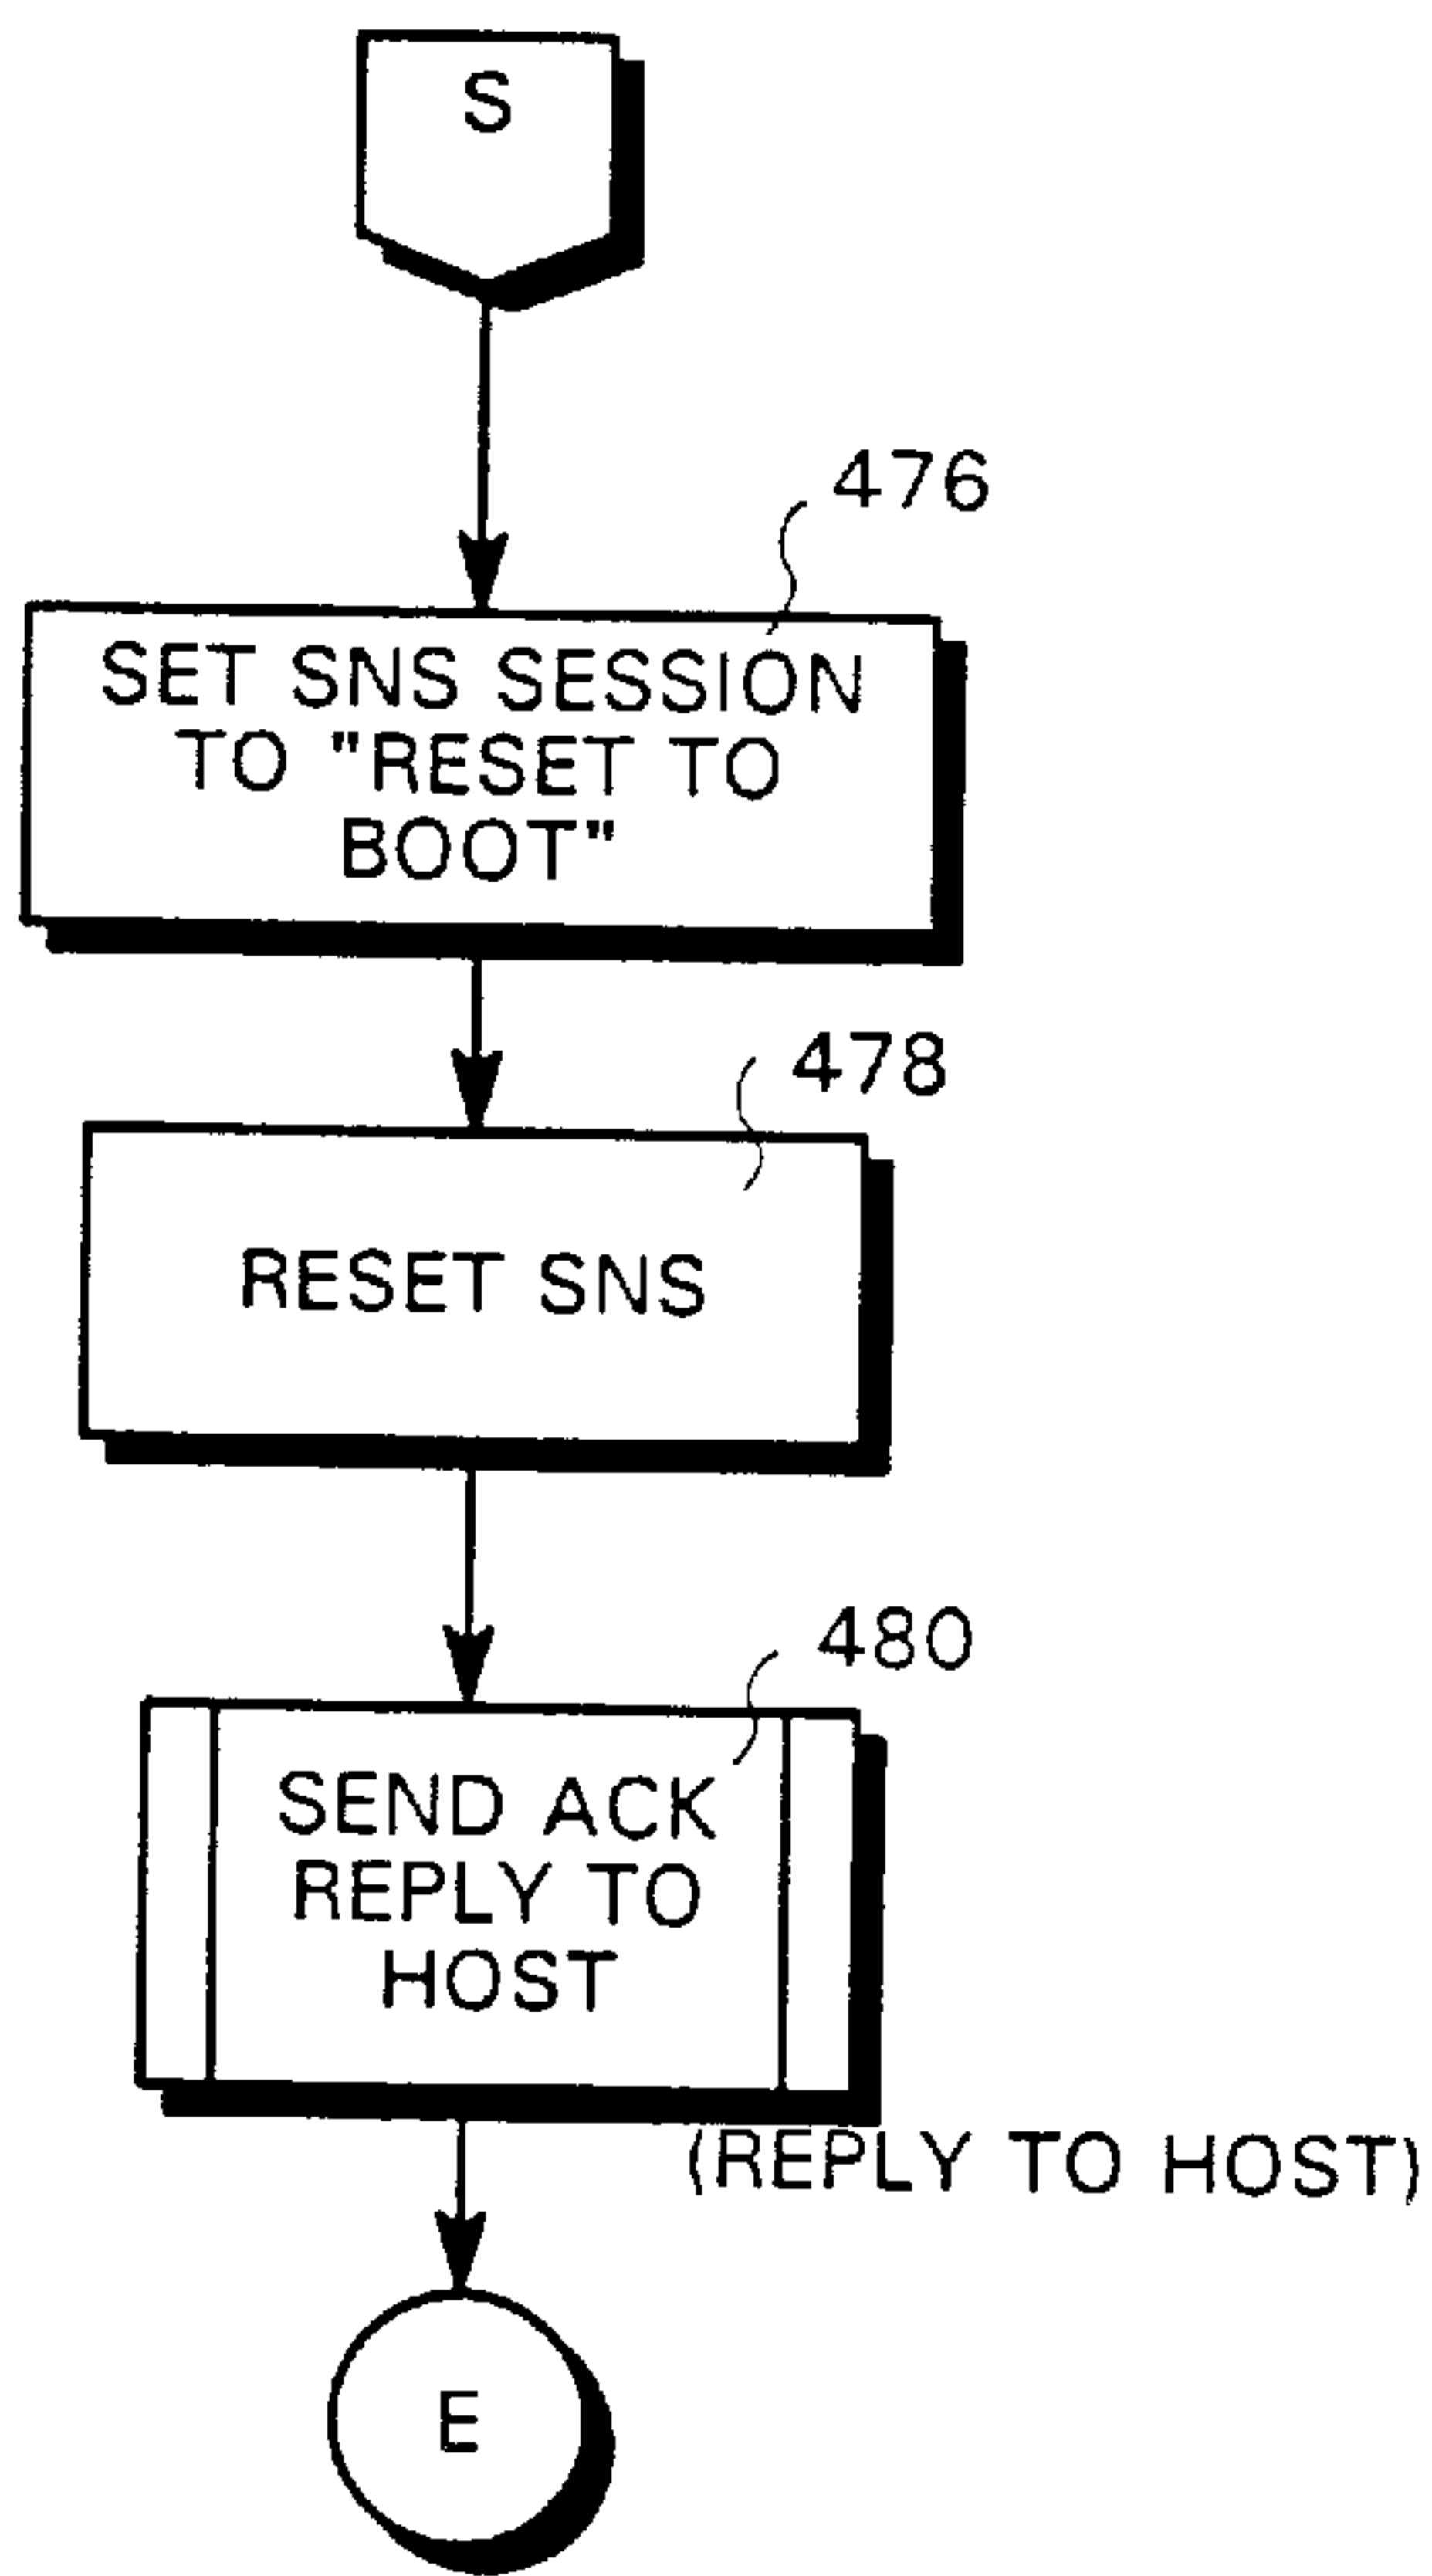 S
476
SET SNS SESSION
TO "RESET TO
BOOT"
478
RESET SNS
480
SEND ACK
REPLY TO
HOST
(REPLY TO HOST)
E